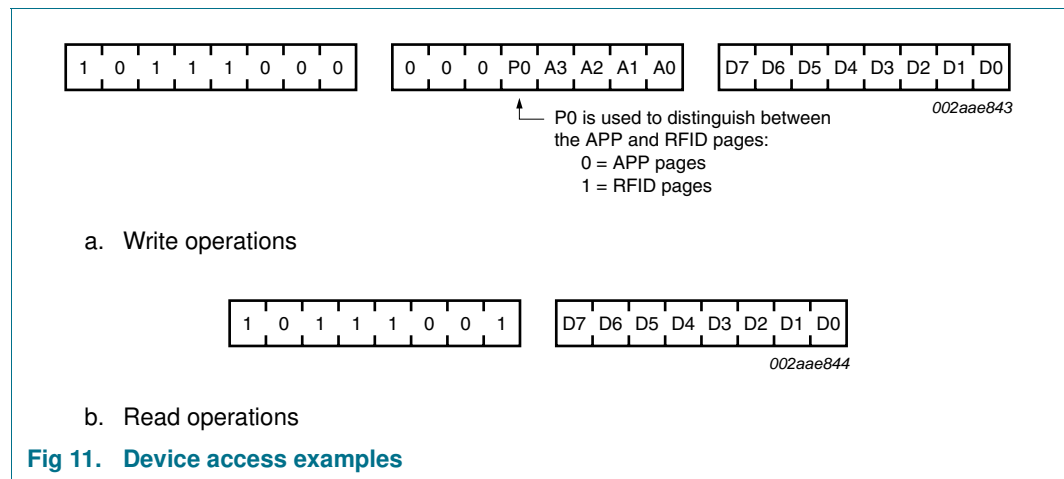 1 0 1 1 1 0 0 0 0 0 0 P0 A3 A2 A1 A0 D7 D6 D5 D4 D3 D2 D1 D0
002aae843
P0 is used to distinguish between
the APP and RFID pages:
0 = APP pages
1 = RFID pages
a. Write operations
1 0 1 1 1 0 0 1 D7 D6 D5 D4 D3 D2 D1 D0
002aae844
b. Read operations
Fig 11. Device access examples